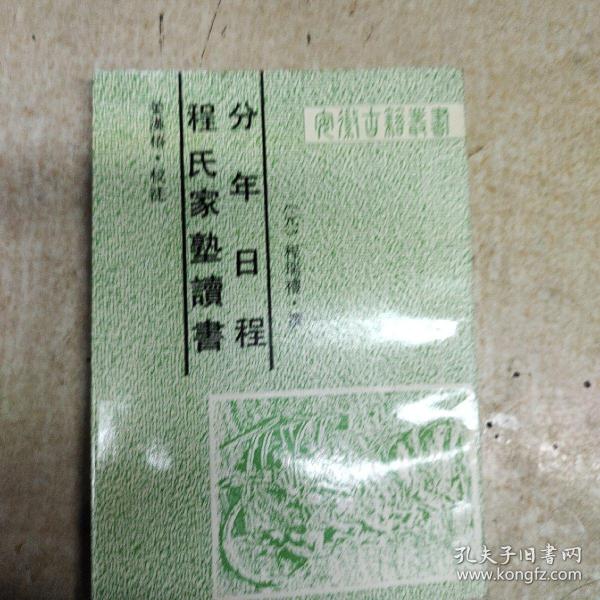 安徽古籍叢書
〔元〕程端禮·撰
程氏家塾讀書
分年日程
姜漢椿·校註
孔夫子旧书网
www.kongfz.com